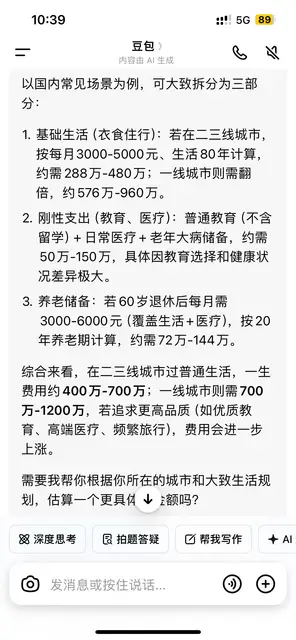 10:39
5G 89
豆包 〉
内容由 AI 生成
以国内常见场景为例，可大致拆分为三部
分：
1. 基础生活（衣食住行）：若在二三线城市，
按每月3000-5000元、生活80年计算，
约需288万-480万；一线城市则需翻
倍，约576万-960万。
2. 刚性支出（教育、医疗）：普通教育（不含
留学）+ 日常医疗 + 老年大病储备，约需
50万-150万，具体因教育选择和健康状
况差异极大。
3. 养老储备：若60岁退休后每月需
3000-6000元（覆盖生活+医疗），按20
年养老期计算，约需72万-144万。
综合来看，在二三线城市过普通生活，一生
费用约400万-700万；一线城市则需700
万-1200万，若追求更高品质（如优质教
育、高端医疗、频繁旅行），费用会进一步
上涨。
需要我帮你根据你所在的城市和大致生活规
划，估算一个更具体 金额吗？
深度思考 拍题答疑 帮我写作 AI
发消息或按住说话...